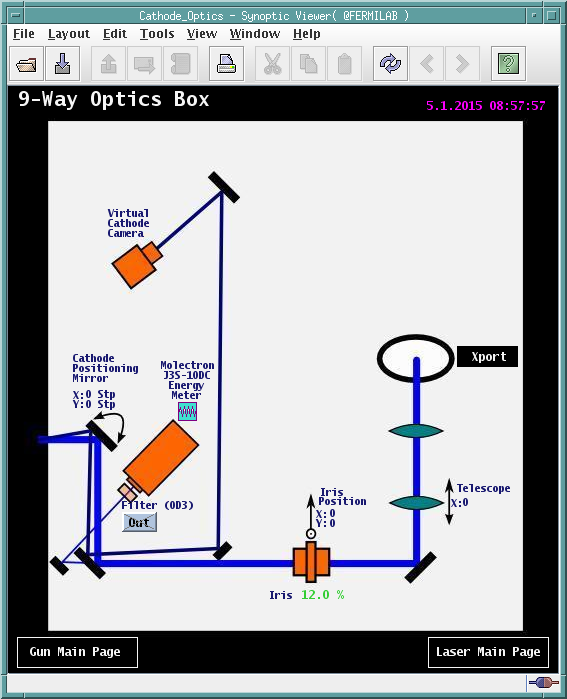 Cathode_Optics - Synoptic Viewer( @FERMILAB )
File Layout Edit Tools View Window Help
9-Way Optics Box
5.1.2015 08:57:57
Virtual
Cathode
Camera
Cathode
Positioning
Mirror
X:0 Stp
Y:0 Stp
Molectron
J3S-10DC
Energy
Meter
Xport
Filter (OD3)
Out
Iris
Position
X:0
Y:0
Telescope
X:0
Iris 12.0 %
Gun Main Page
Laser Main Page